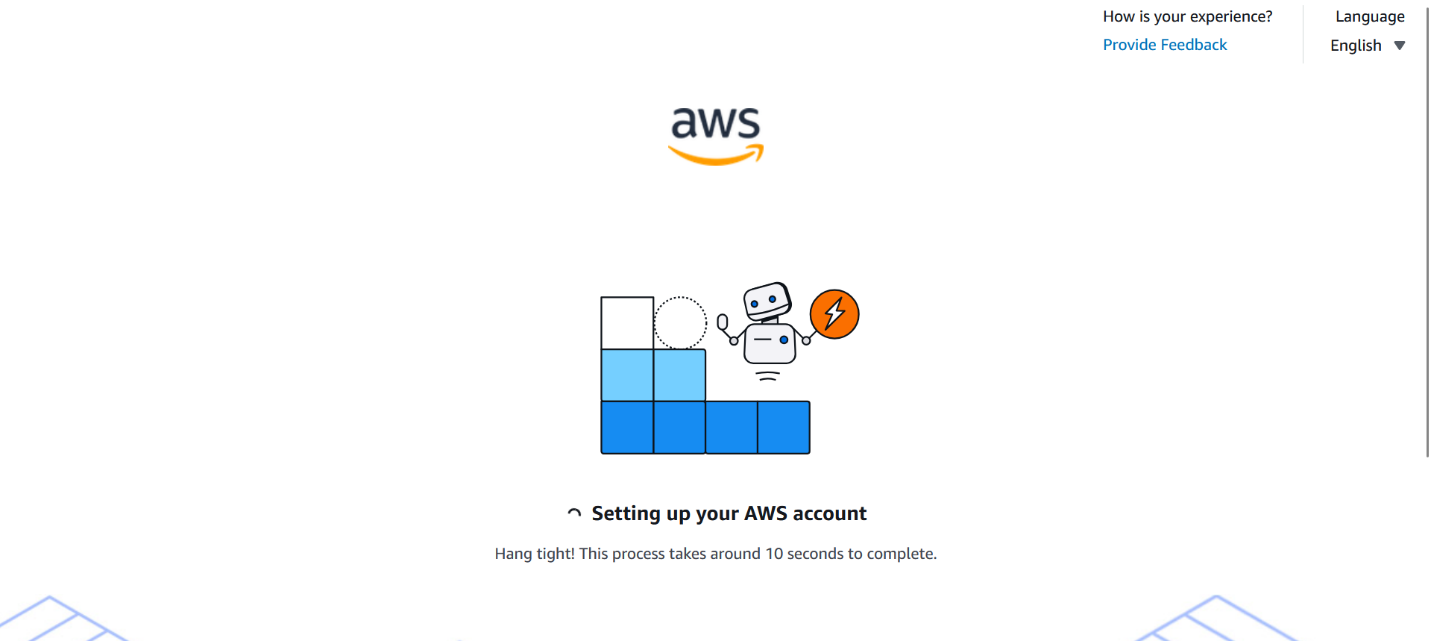 How is your experience?
Provide Feedback
Language
English
aws
Setting up your AWS account
Hang tight! This process takes around 10 seconds to complete.